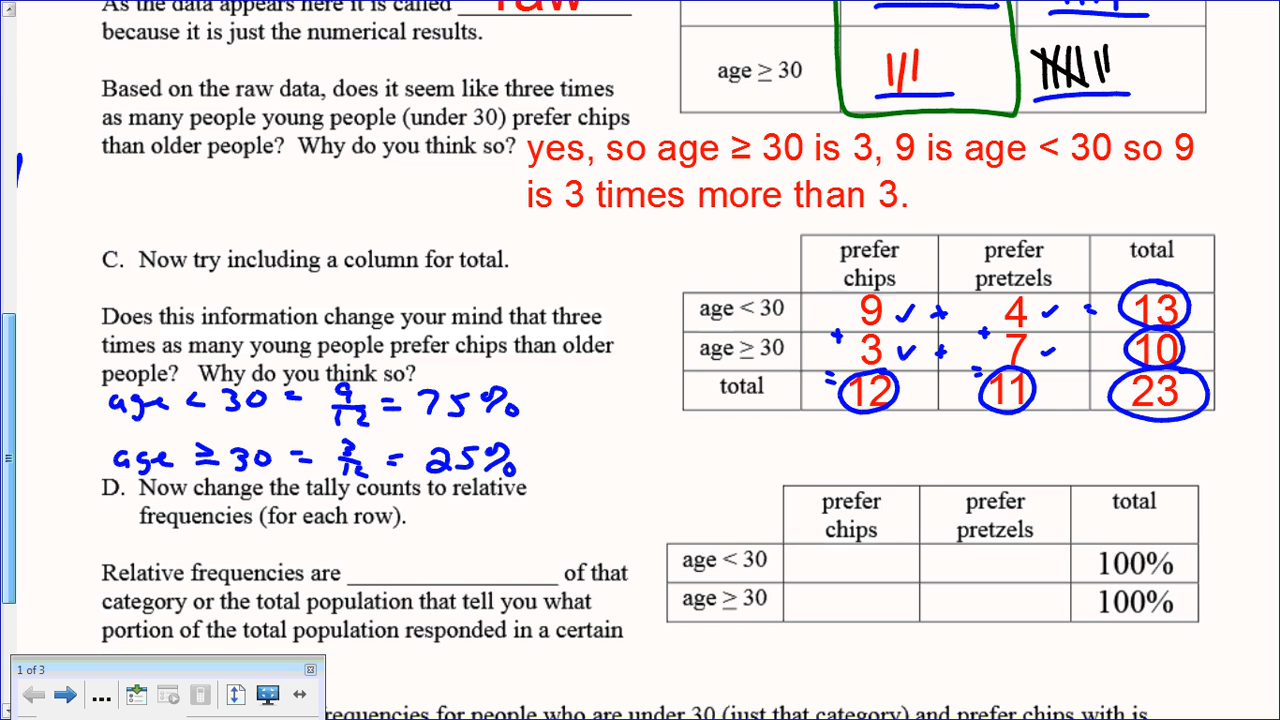 As the data appears here it is called raw
because it is just the numerical results.
age ≥ 30
Based on the raw data, does it seem like three times
as many people young people (under 30) prefer chips
than older people? Why do you think so?
yes, so age ≥ 30 is 3, 9 is age < 30 so 9
is 3 times more than 3.
C. Now try including a column for total.
Does this information change your mind that three
times as many young people prefer chips than older
people? Why do you think so?
age < 30 = 9/12 = 75%
age ≥ 30 = 3/12 = 25%
prefer chips prefer pretzels total
age < 30 9 + 4 = 13
+ +
age ≥ 30 3 + 7 10
= =
total 12 11 23
D. Now change the tally counts to relative
frequencies (for each row).
Relative frequencies are ____________________ of that
category or the total population that tell you what
portion of the total population responded in a certain
prefer chips prefer pretzels total
age < 30 100%
age ≥ 30 100%
1 of 3
requencies for people who are under 30 (just that category) and prefer chips with is